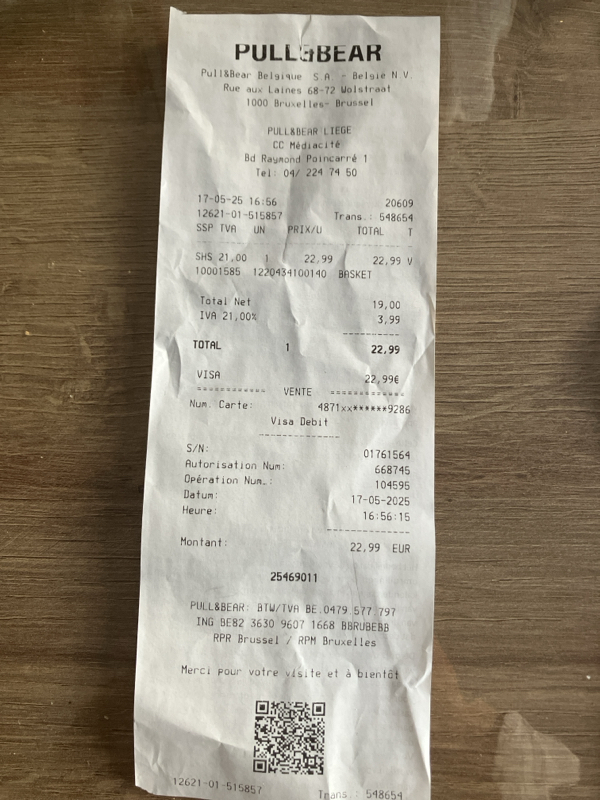 PULL&BEAR
Pull&Bear Belgique S.A. - Belgie N.V.
Rue aux Laines 68-72 Wolstraat
1000 Bruxelles- Brussel
PULL&BEAR LIEGE
CC Médiacité
Bd Raymond Poincarré 1
Tel: 04/ 224 74 50
17-05-25 16:56 20609
12621-01-515857 Trans.: 548654
SSP TVA UN PRIX/U TOTAL T
SHS 21,00 1 22,99 22,99 V
10001585 1220434100140 BASKET
Total Net 19,00
IVA 21,00% 3,99
TOTAL 1 22,99
VISA 22,99€
============ VENTE =============
Num. Carte: 4871xx******9286
Visa Debit
S/N: 01761564
Autorisation Num: 668745
Opération Num.: 104595
Datum: 17-05-2025
Heure: 16:56:15
Montant: 22,99 EUR
25469011
PULL&BEAR: BTW/TVA BE.0479.577.797
ING BE82 3630 9607 1668 BBRUBEBB
RPR Brussel / RPM Bruxelles
Merci pour votre visite et à bientôt
12621-01-515857 Trans.: 548654